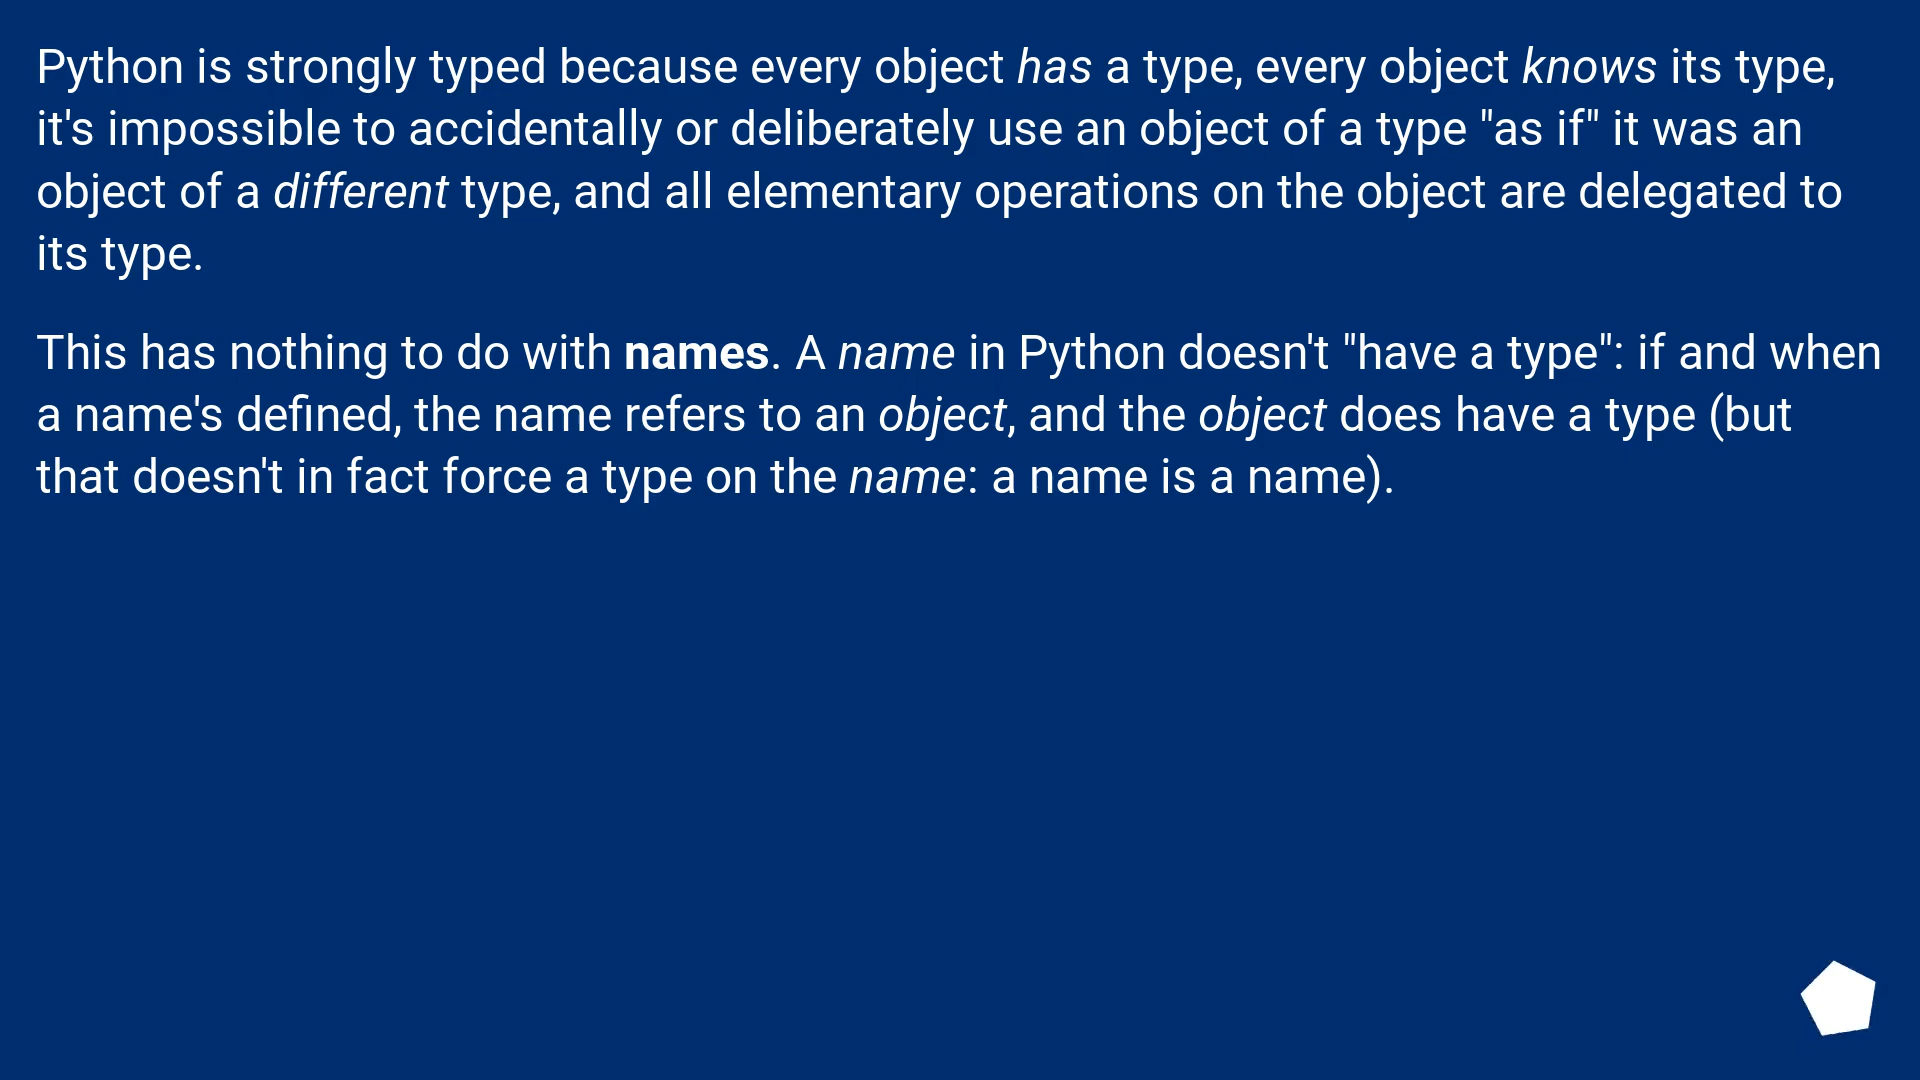 Python is strongly typed because every object has a type, every object knows its type,
it's impossible to accidentally or deliberately use an object of a type "as if" it was an
object of a different type, and all elementary operations on the object are delegated to
its type.
This has nothing to do with names. A name in Python doesn't "have a type": if and when
a name's defined, the name refers to an object, and the object does have a type (but
that doesn't in fact force a type on the name: a name is a name).